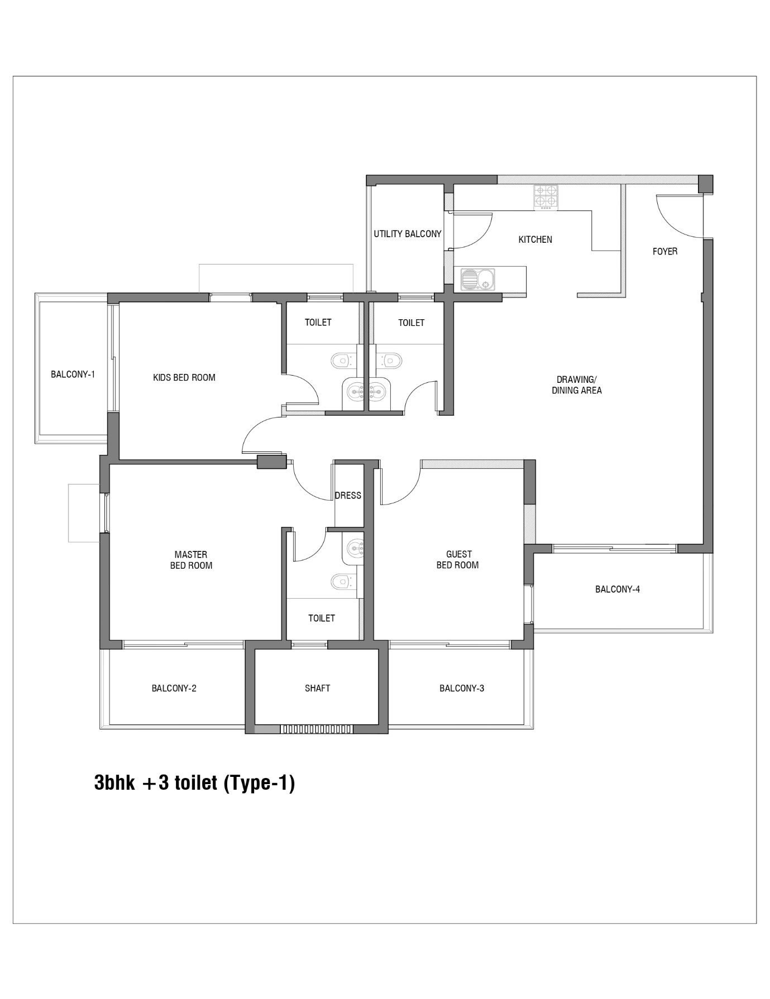 UTILITY BALCONY
KITCHEN
FOYER
TOILET
TOILET
BALCONY-1
KIDS BED ROOM
DRAWING/
DINING AREA
DRESS
MASTER
BED ROOM
GUEST
BED ROOM
BALCONY-4
TOILET
BALCONY-2
SHAFT
BALCONY-3
3bhk +3 toilet (Type-1)